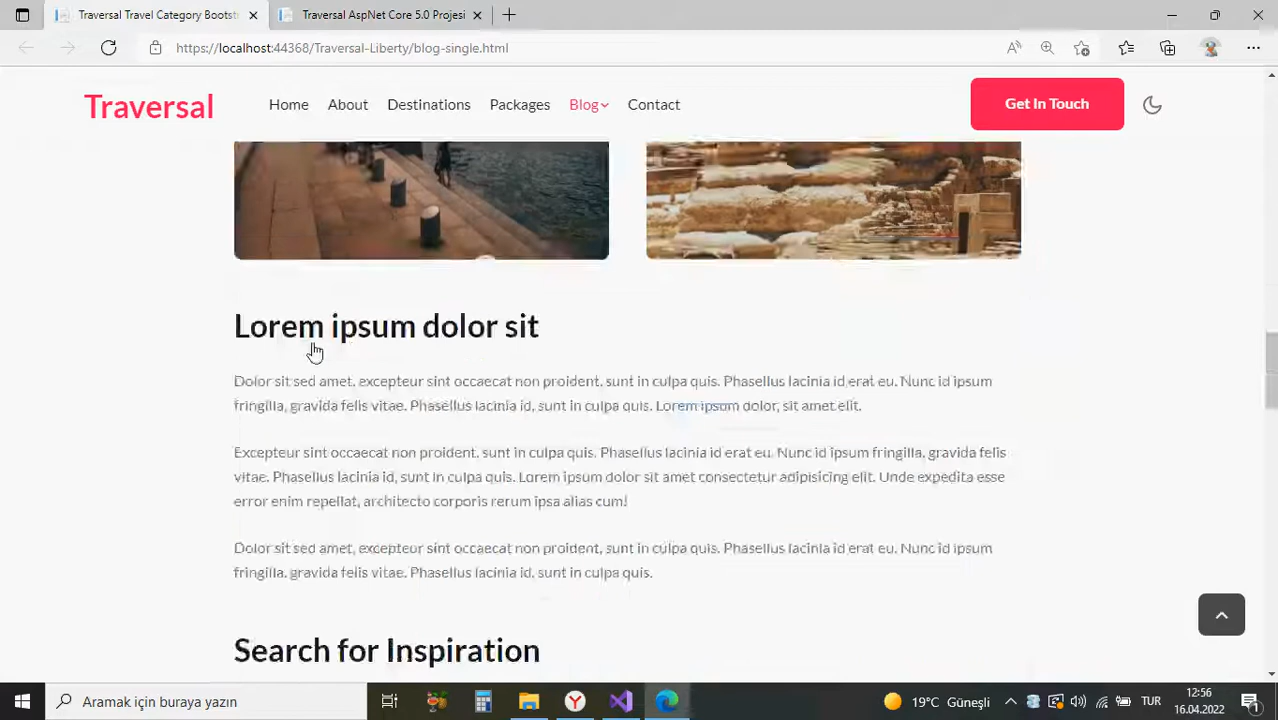 Traversal Travel Category Bootst
Traversal AspNet Core 5.0 Projesi
https://localhost:44368/Traversal-Liberty/blog-single.html
Traversal
Home
About
Destinations
Packages
Blog
Contact
Get In Touch
Lorem ipsum dolor sit
Dolor sit sed amet, excepteur sint occaecat non proident, sunt in culpa quis. Phasellus lacinia id erat eu. Nunc id ipsum
fringilla, gravida felis vitae. Phasellus lacinia id, sunt in culpa quis. Lorem ipsum dolor, sit amet elit.
Excepteur sint occaecat non proident, sunt in culpa quis. Phasellus lacinia id erat eu. Nunc id ipsum fringilla, gravida felis
vitae. Phasellus lacinia id, sunt in culpa quis. Lorem ipsum dolor sit amet consectetur adipisicing elit. Unde expedita esse
error enim repellat, architecto corporis rerum ipsa alias cum!
Dolor sit sed amet, excepteur sint occaecat non proident, sunt in culpa quis. Phasellus lacinia id erat eu. Nunc id ipsum
fringilla, gravida felis vitae. Phasellus lacinia id, sunt in culpa quis.
Search for Inspiration
Aramak için buraya yazın
19°C Güneşli
TUR
12:56
16.04.2022
1